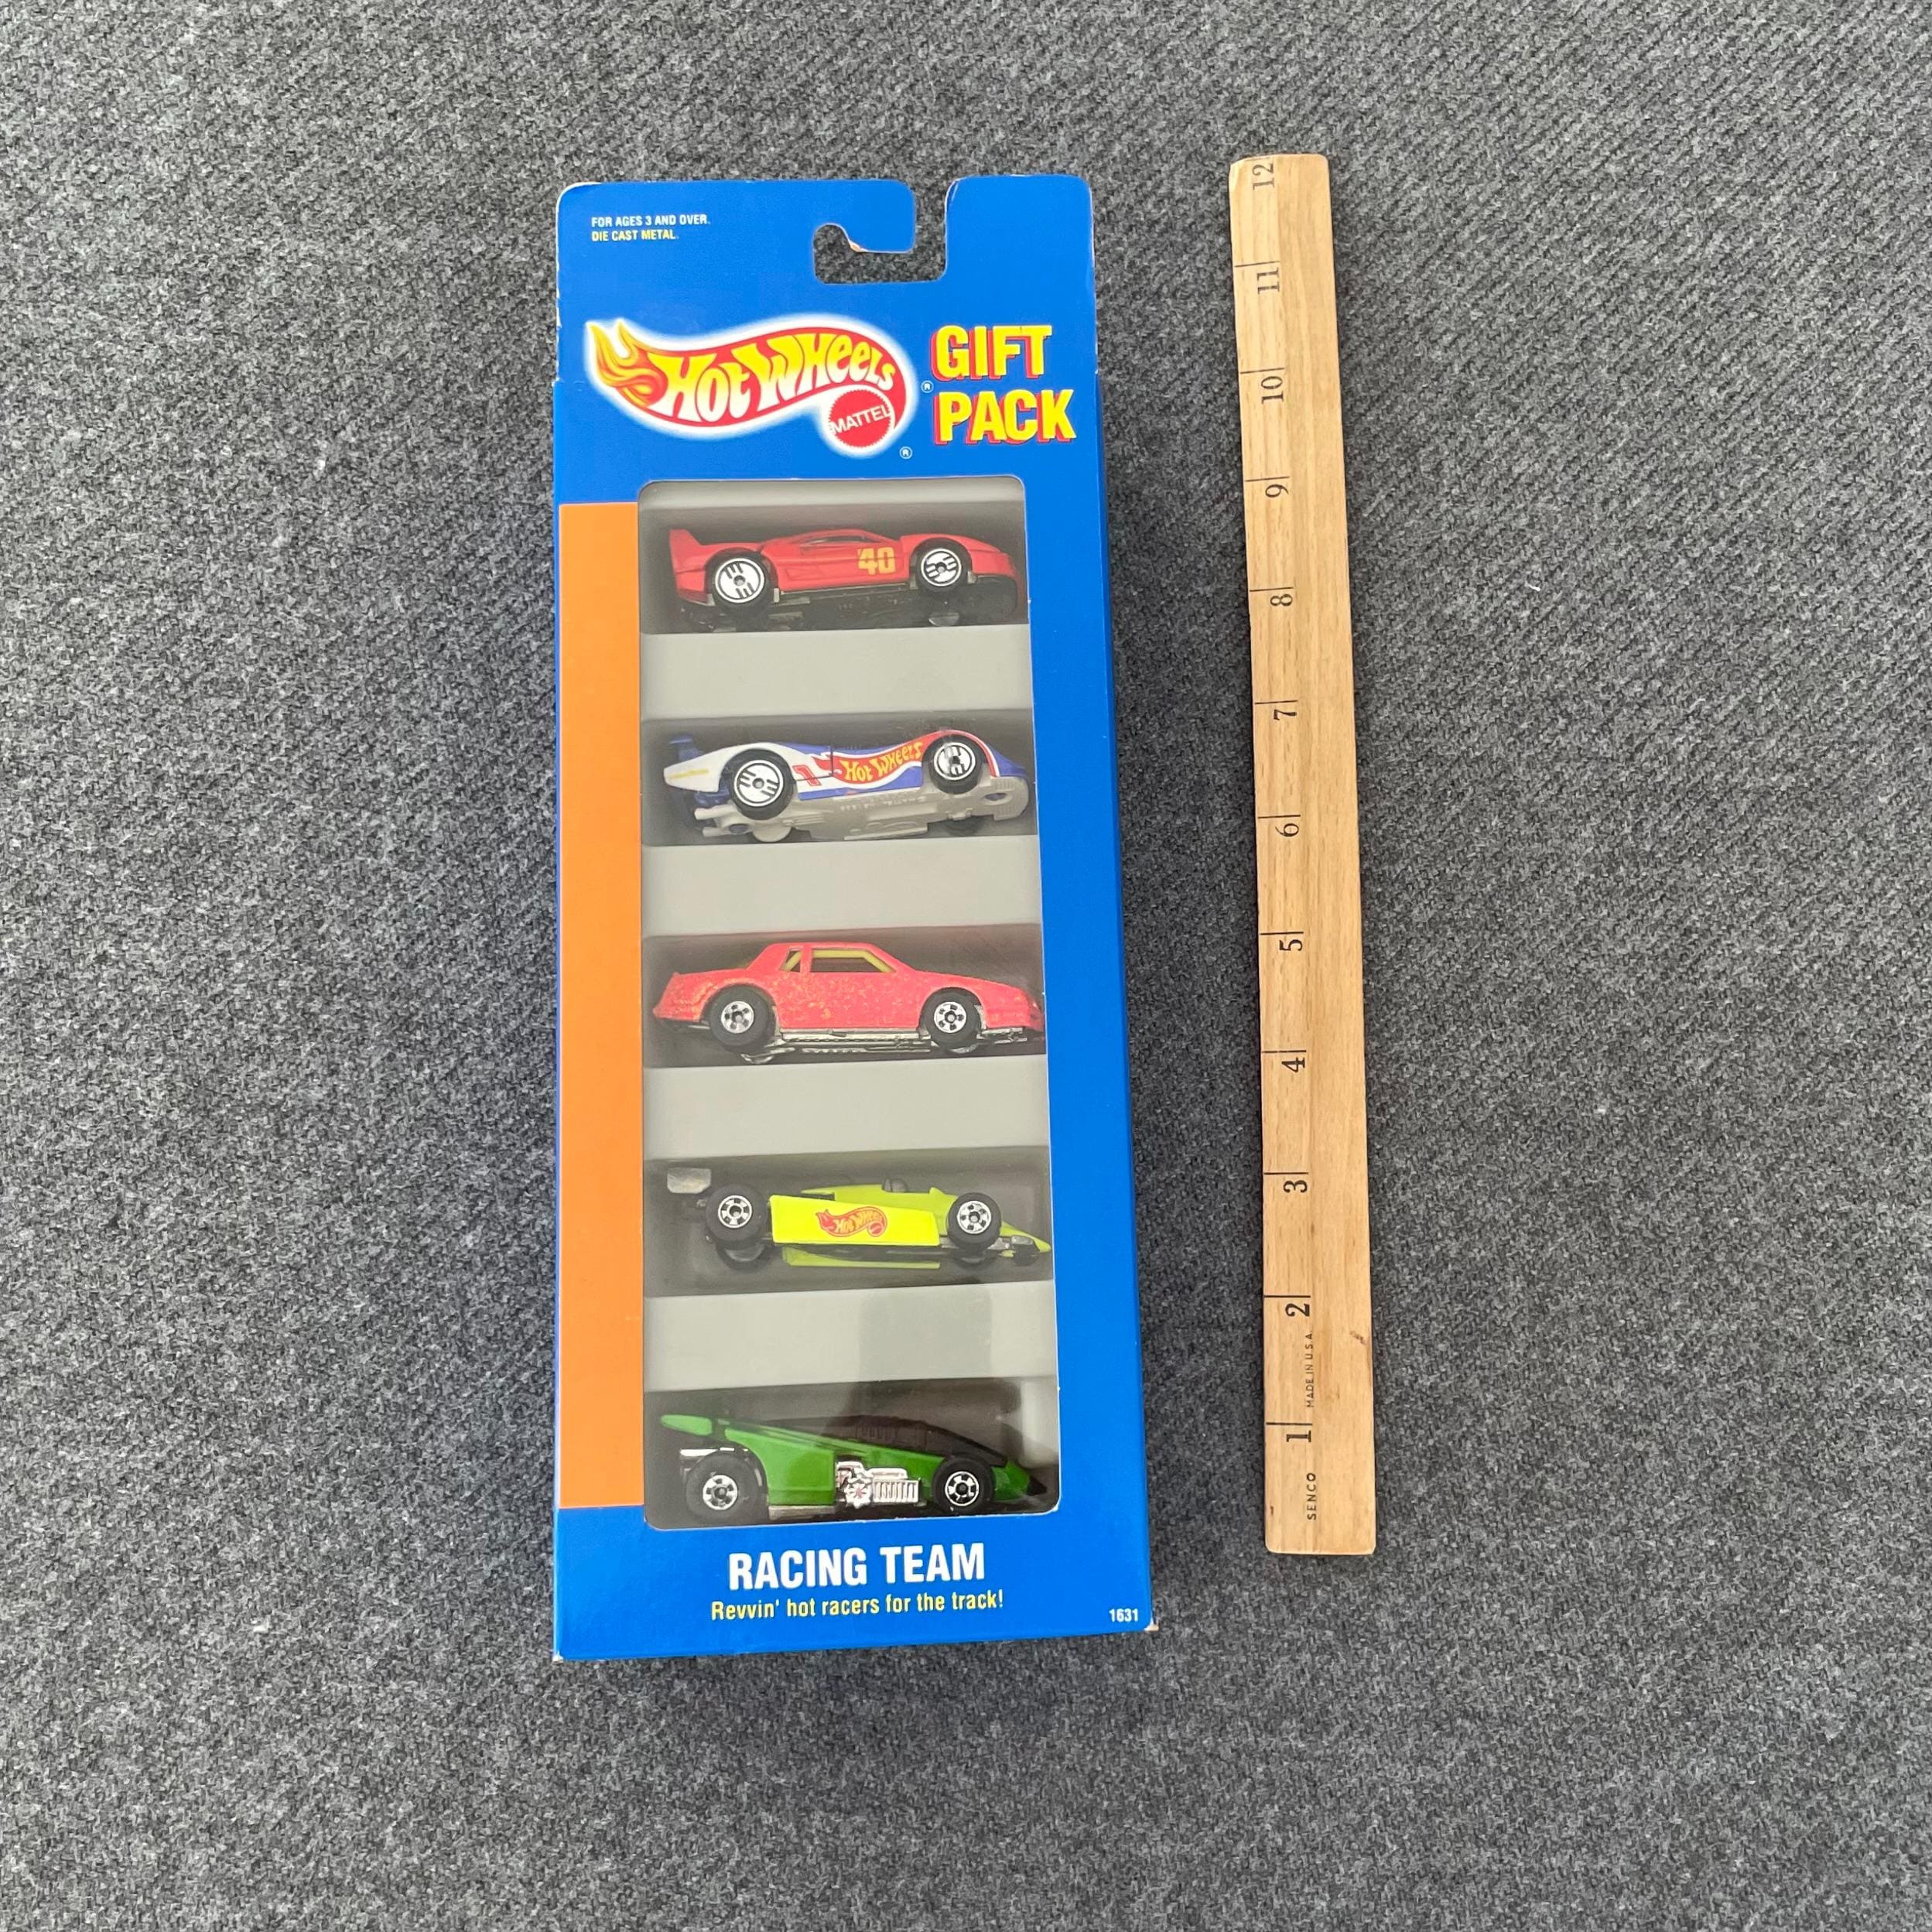 FOR AGES 3 AND OVER.
DIE CAST METAL.
Hot Wheels
MATTEL
®
®
GIFT
PACK
'40
1
Hot Wheels
Hot Wheels
RACING TEAM
Revvin' hot racers for the track!
1631
12
11
10
9
8
7
6
5
4
3
2
1
MADE IN U.S.A.
SENCO